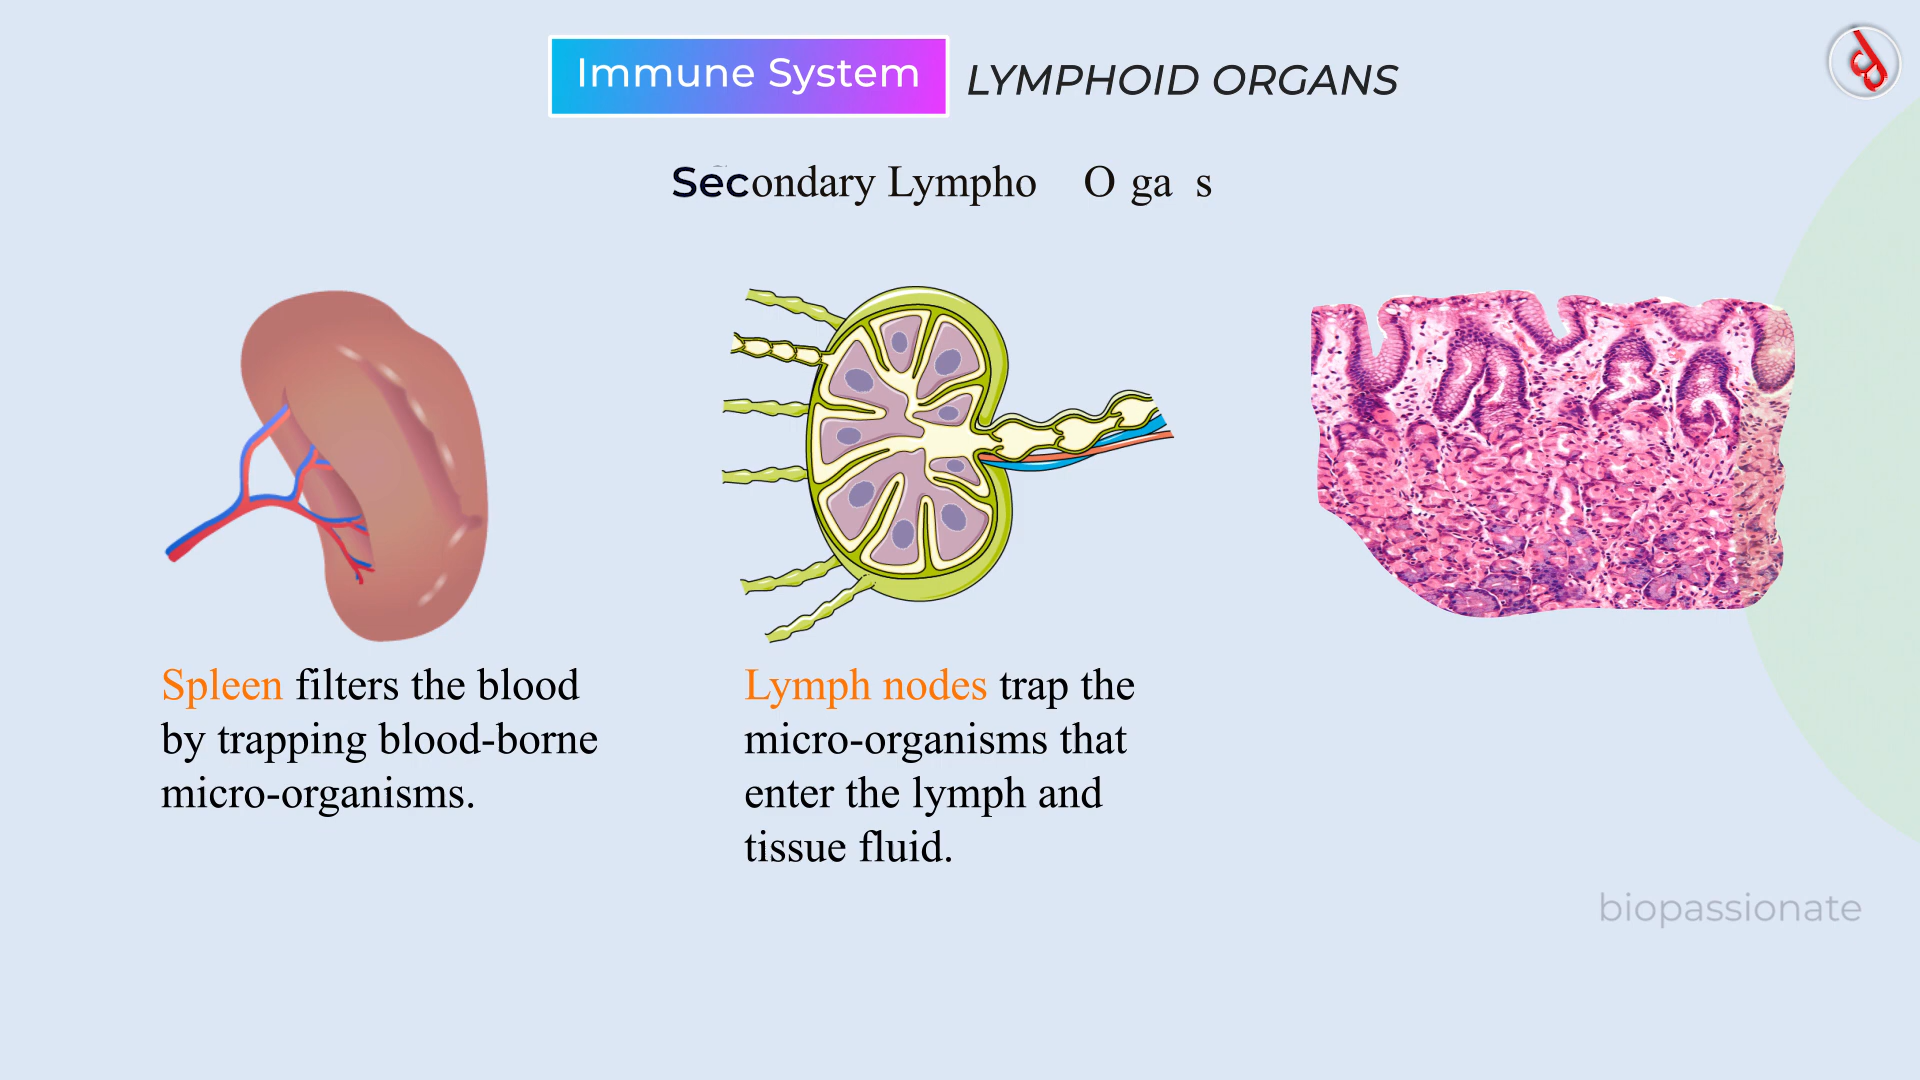 Immune System LYMPHOID ORGANS
Secondary Lympho O ga s
Spleen filters the blood
by trapping blood-borne
micro-organisms.
Lymph nodes trap the
micro-organisms that
enter the lymph and
tissue fluid.
biopassionate